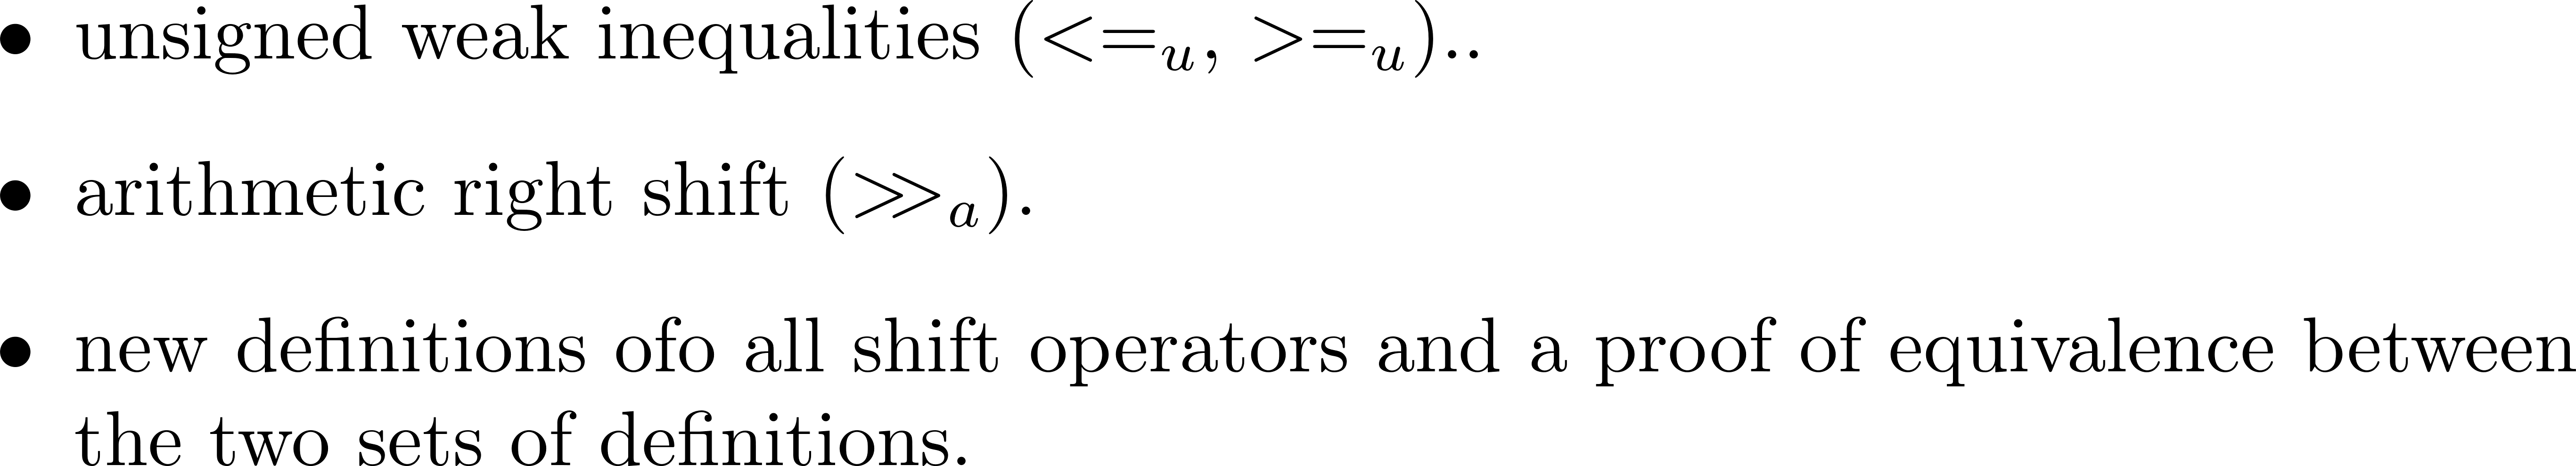 • unsigned weak inequalities (<=ᵤ, >=ᵤ)..
• arithmetic right shift (>>ₐ).
• new definitions ofo all shift operators and a proof of equivalence between
the two sets of definitions.